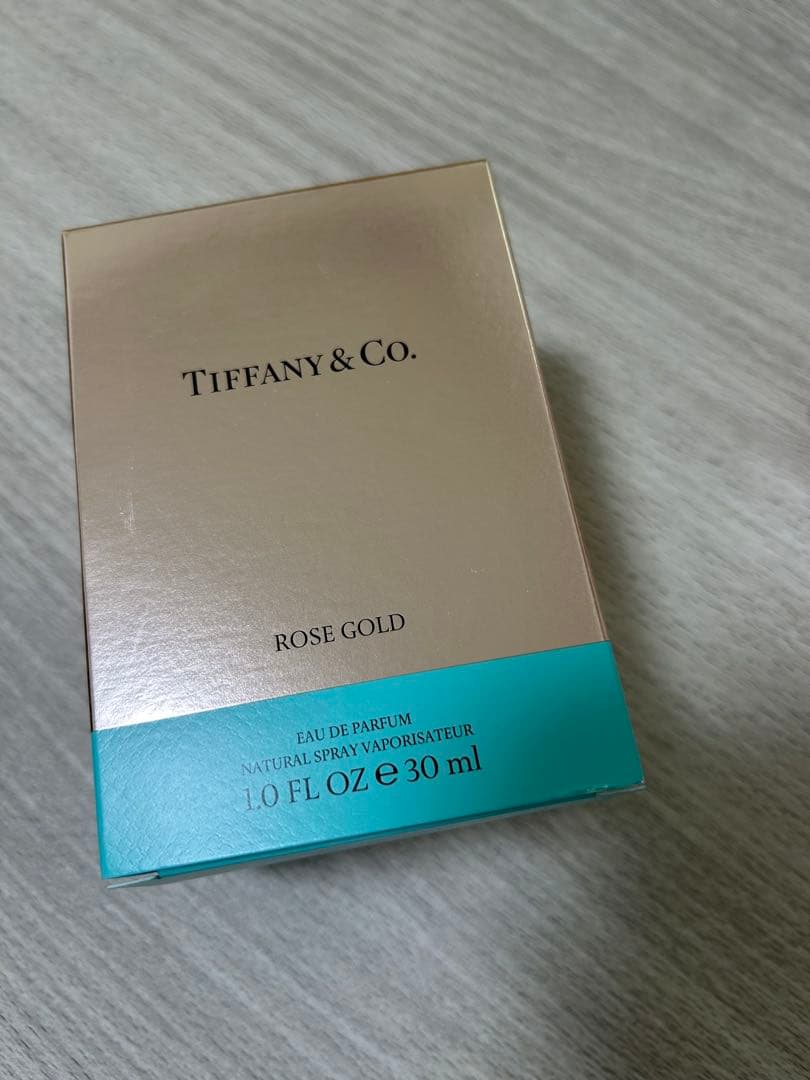 TIFFANY & CO.
ROSE GOLD
EAU DE PARFUM
NATURAL SPRAY VAPORISATEUR
1.0 FL OZ e 30 ml